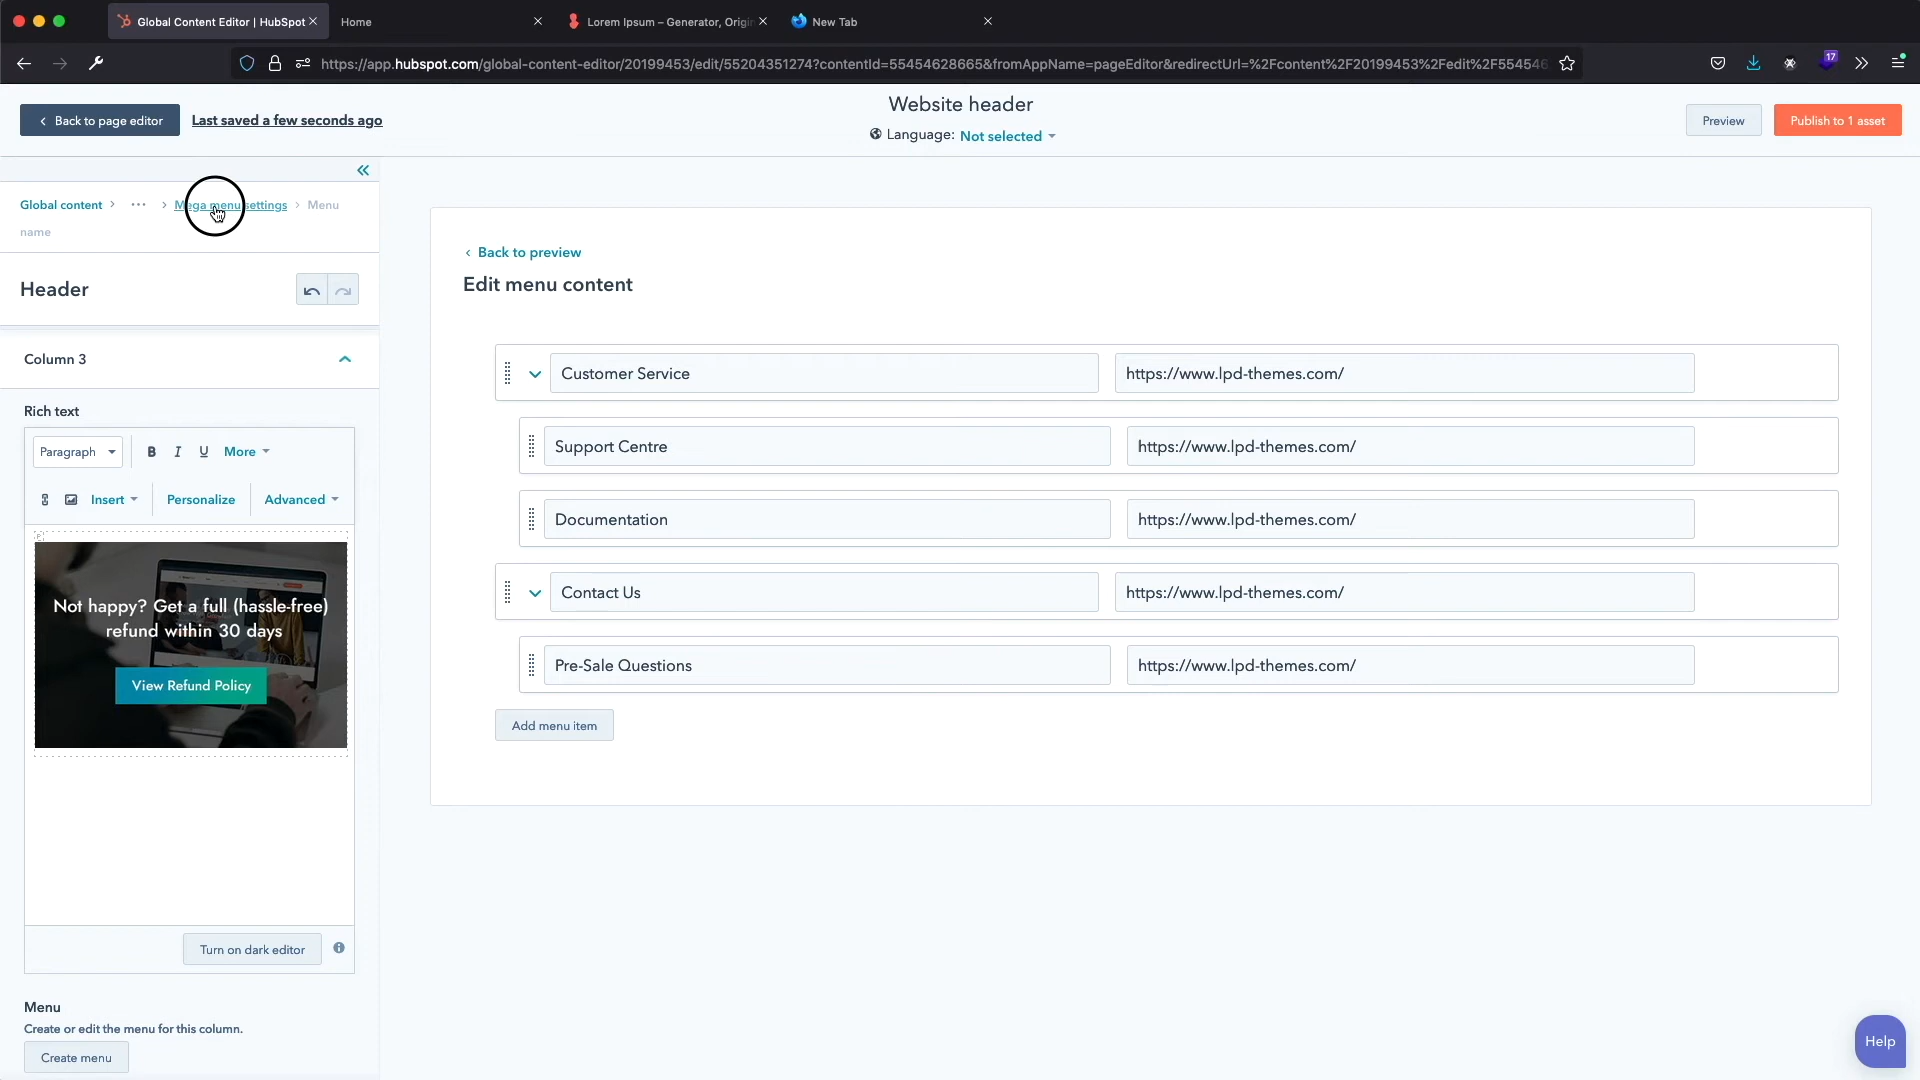 Global Content Editor | HubSpot
Home
Lorem Ipsum – Generator, Origin
New Tab
https://app.hubspot.com/global-content-editor/20199453/edit/55204351274?contentId=55454628665&fromAppName=pageEditor&redirectUrl=%2Fcontent%2F20199453%2Fedit%2F555446
17
Back to page editor
Last saved a few seconds ago
Website header
Language: Not selected
Preview
Publish to 1 asset
Global content
···
Mega menu settings
Menu
name
Header
Column 3
Rich text
Paragraph
B
I
U
More
Insert
Personalize
Advanced
P
Not happy? Get a full (hassle-free)
refund within 30 days
View Refund Policy
Turn on dark editor
Menu
Create or edit the menu for this column.
Create menu
Back to preview
Edit menu content
Customer Service
https://www.lpd-themes.com/
Support Centre
https://www.lpd-themes.com/
Documentation
https://www.lpd-themes.com/
Contact Us
https://www.lpd-themes.com/
Pre-Sale Questions
https://www.lpd-themes.com/
Add menu item
Help